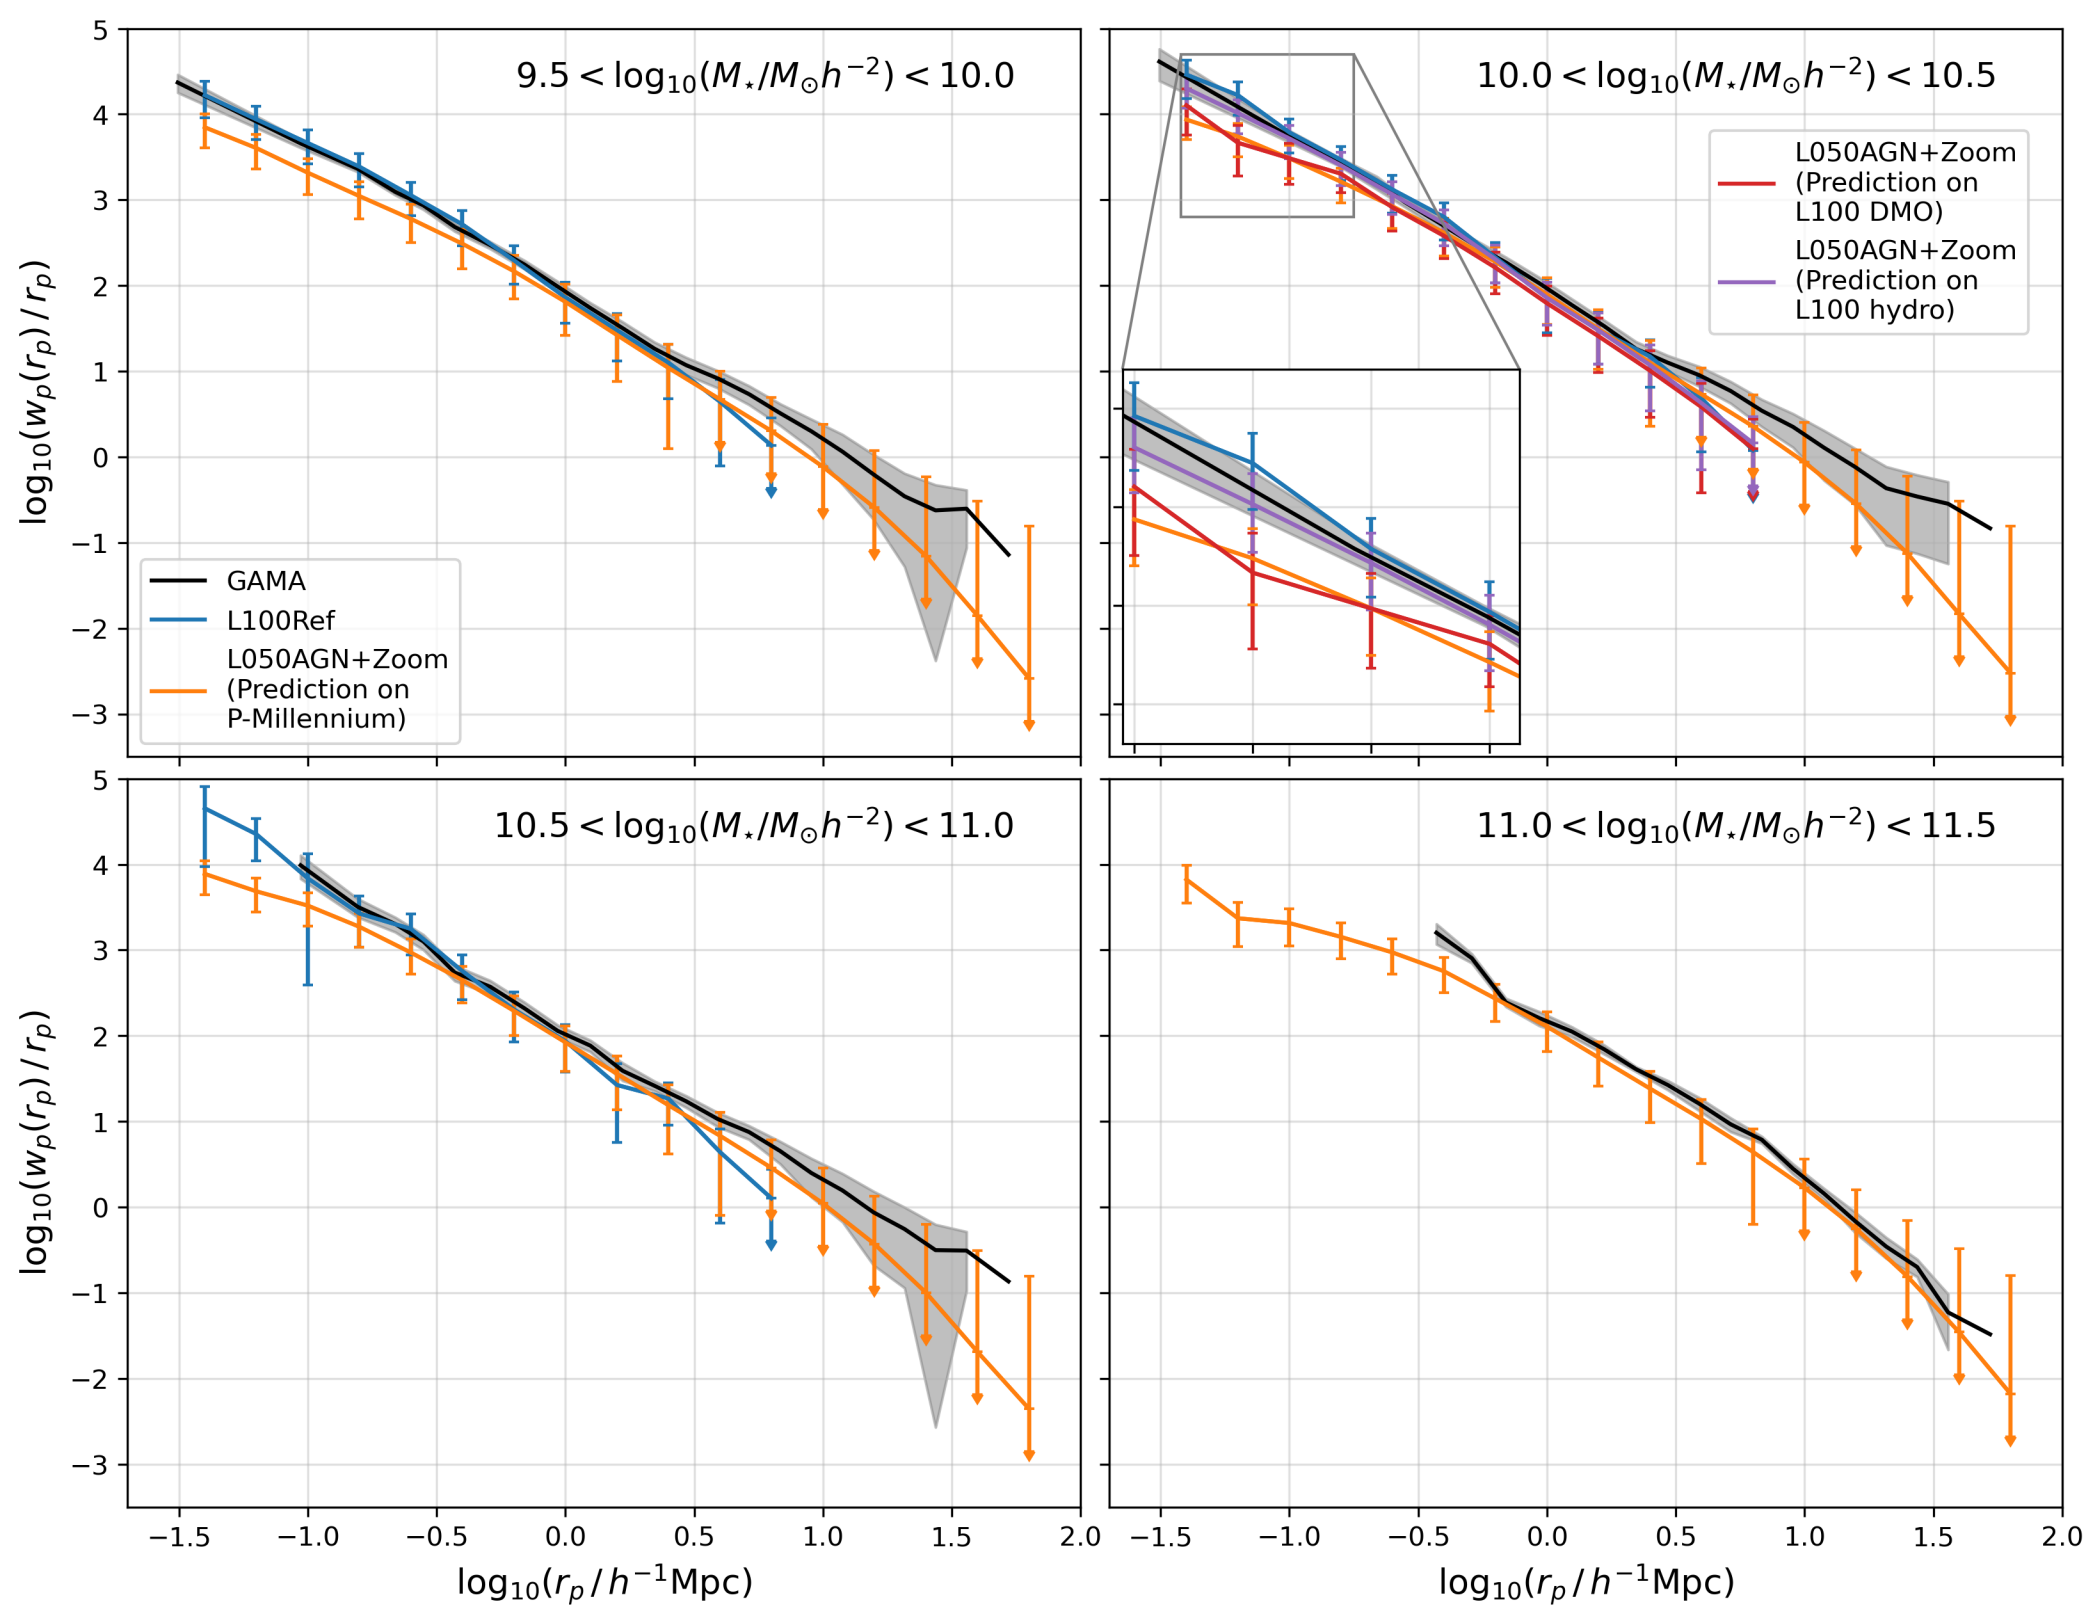 9.5 < log₁₀(M⋆/M⊙h⁻²) < 10.0
10.0 < log₁₀(M⋆/M⊙h⁻²) < 10.5
5
4
3
2
1
0
−1
−2
−3
log₁₀(wₚ(rₚ) / rₚ)
GAMA
L100Ref
L050AGN+Zoom
(Prediction on
P-Millennium)
L050AGN+Zoom
(Prediction on
L100 DMO)
L050AGN+Zoom
(Prediction on
L100 hydro)
10.5 < log₁₀(M⋆/M⊙h⁻²) < 11.0
11.0 < log₁₀(M⋆/M⊙h⁻²) < 11.5
5
4
3
2
1
0
−1
−2
−3
log₁₀(wₚ(rₚ) / rₚ)
−1.5 −1.0 −0.5 0.0 0.5 1.0 1.5 2.0
−1.5 −1.0 −0.5 0.0 0.5 1.0 1.5 2.0
log₁₀(rₚ / h⁻¹Mpc)
log₁₀(rₚ / h⁻¹Mpc)